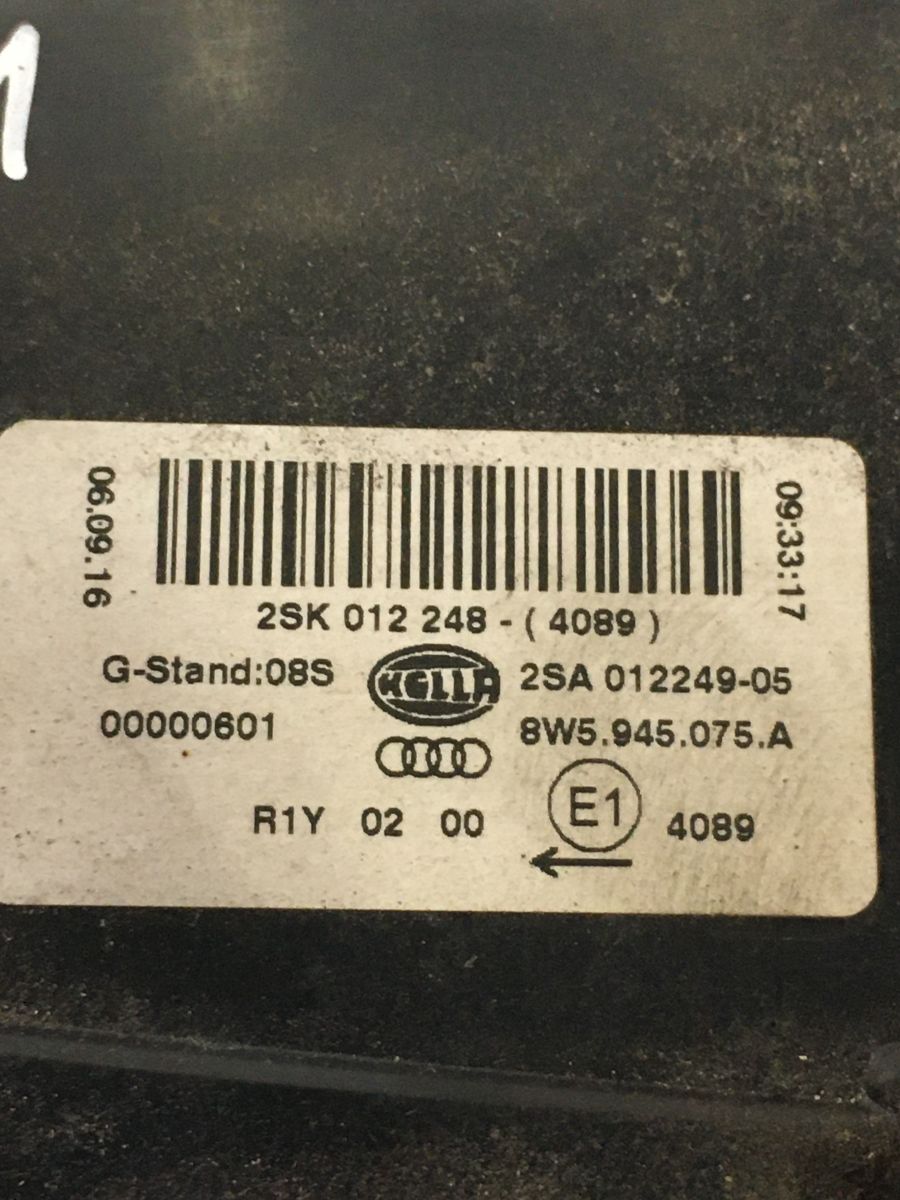 1
06.09.16
09:33:17
2SK 012 248 - ( 4089 )
G-Stand:08S
HELLA
2SA 012249-05
00000601
8W5.945.075.A
R1Y 02 00
E1
4089